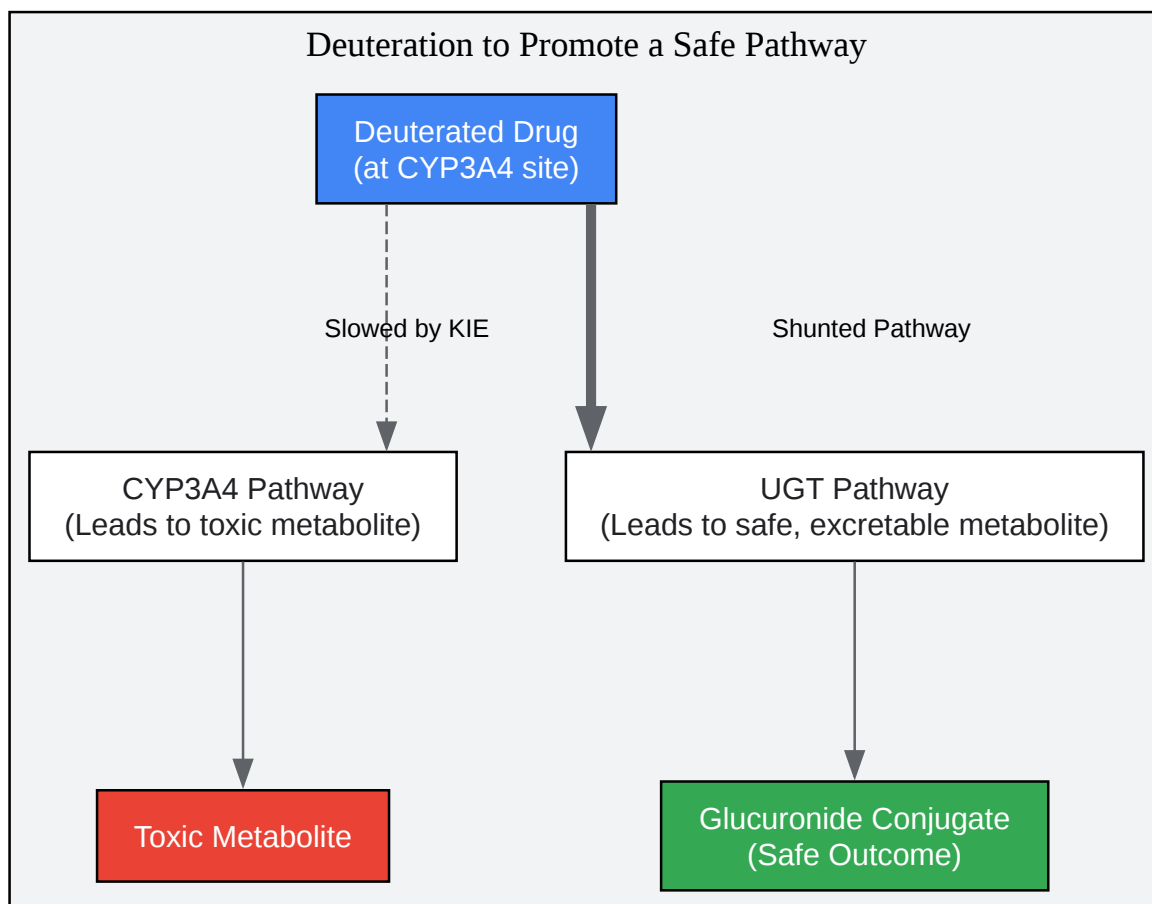 Deuteration to Promote a Safe Pathway
Deuterated Drug
(at CYP3A4 site)
Slowed by KIE
Shunted Pathway
CYP3A4 Pathway
(Leads to toxic metabolite)
UGT Pathway
(Leads to safe, excretable metabolite)
Toxic Metabolite
Glucuronide Conjugate
(Safe Outcome)